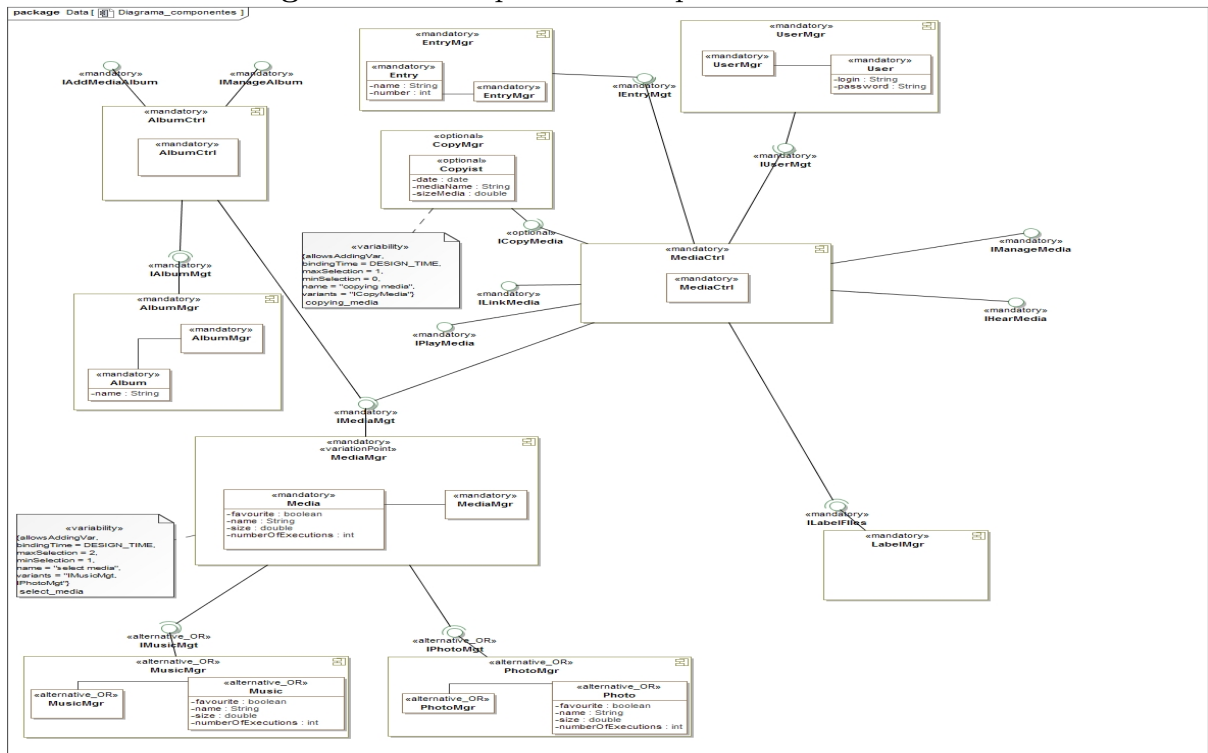 package Data [ Diagrama_componentes ]
«mandatory»
IAddMediaAlbum
«mandatory»
IManageAlbum
«mandatory»
AlbumCtrl
«mandatory»
AlbumCtrl
«mandatory»
IAlbumMgt
«mandatory»
AlbumMgr
«mandatory»
AlbumMgr
«mandatory»
Album
-name : String
«mandatory»
EntryMgr
«mandatory»
Entry
-name : String
-number : int
«mandatory»
EntryMgr
«mandatory»
IEntryMgt
«mandatory»
UserMgr
«mandatory»
UserMgr
«mandatory»
User
-login : String
-password : String
«mandatory»
IUserMgt
«optional»
CopyMgr
«optional»
Copyist
-date : date
-mediaName : String
-sizeMedia : double
«optional»
ICopyMedia
«variability»
{allowsAddingVar,
bindingTime = DESIGN_TIME,
maxSelection = 1,
minSelection = 0,
name = "copying media",
variants = "ICopyMedia"}
copying_media
«mandatory»
MediaCtrl
«mandatory»
MediaCtrl
«mandatory»
ILinkMedia
«mandatory»
IPlayMedia
«mandatory»
IManageMedia
«mandatory»
IHearMedia
«mandatory»
IMediaMgt
«mandatory»
«variationPoint»
MediaMgr
«mandatory»
Media
-favourite : boolean
-name : String
-size : double
-numberOfExecutions : int
«mandatory»
MediaMgr
«mandatory»
ILabelFiles
«mandatory»
LabelMgr
«variability»
{allowsAddingVar,
bindingTime = DESIGN_TIME,
maxSelection = 2,
minSelection = 1,
name = "select media",
variants = "IMusicMgt,
IPhotoMgt"}
select_media
«alternative_OR»
IMusicMgt
«alternative_OR»
MusicMgr
«alternative_OR»
MusicMgr
«alternative_OR»
Music
-favourite : boolean
-name : String
-size : double
-numberOfExecutions : int
«alternative_OR»
IPhotoMgt
«alternative_OR»
PhotoMgr
«alternative_OR»
PhotoMgr
«alternative_OR»
Photo
-favourite : boolean
-name : String
-size : double
-numberOfExecutions : int